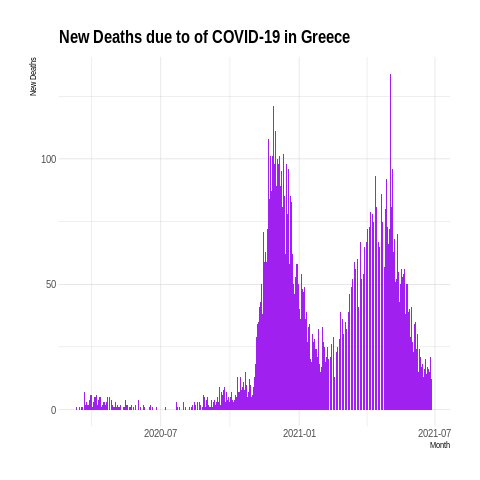 New Deaths due to of COVID-19 in Greece
New Deaths
100
50
0
2020-07
2021-01
2021-07
Month